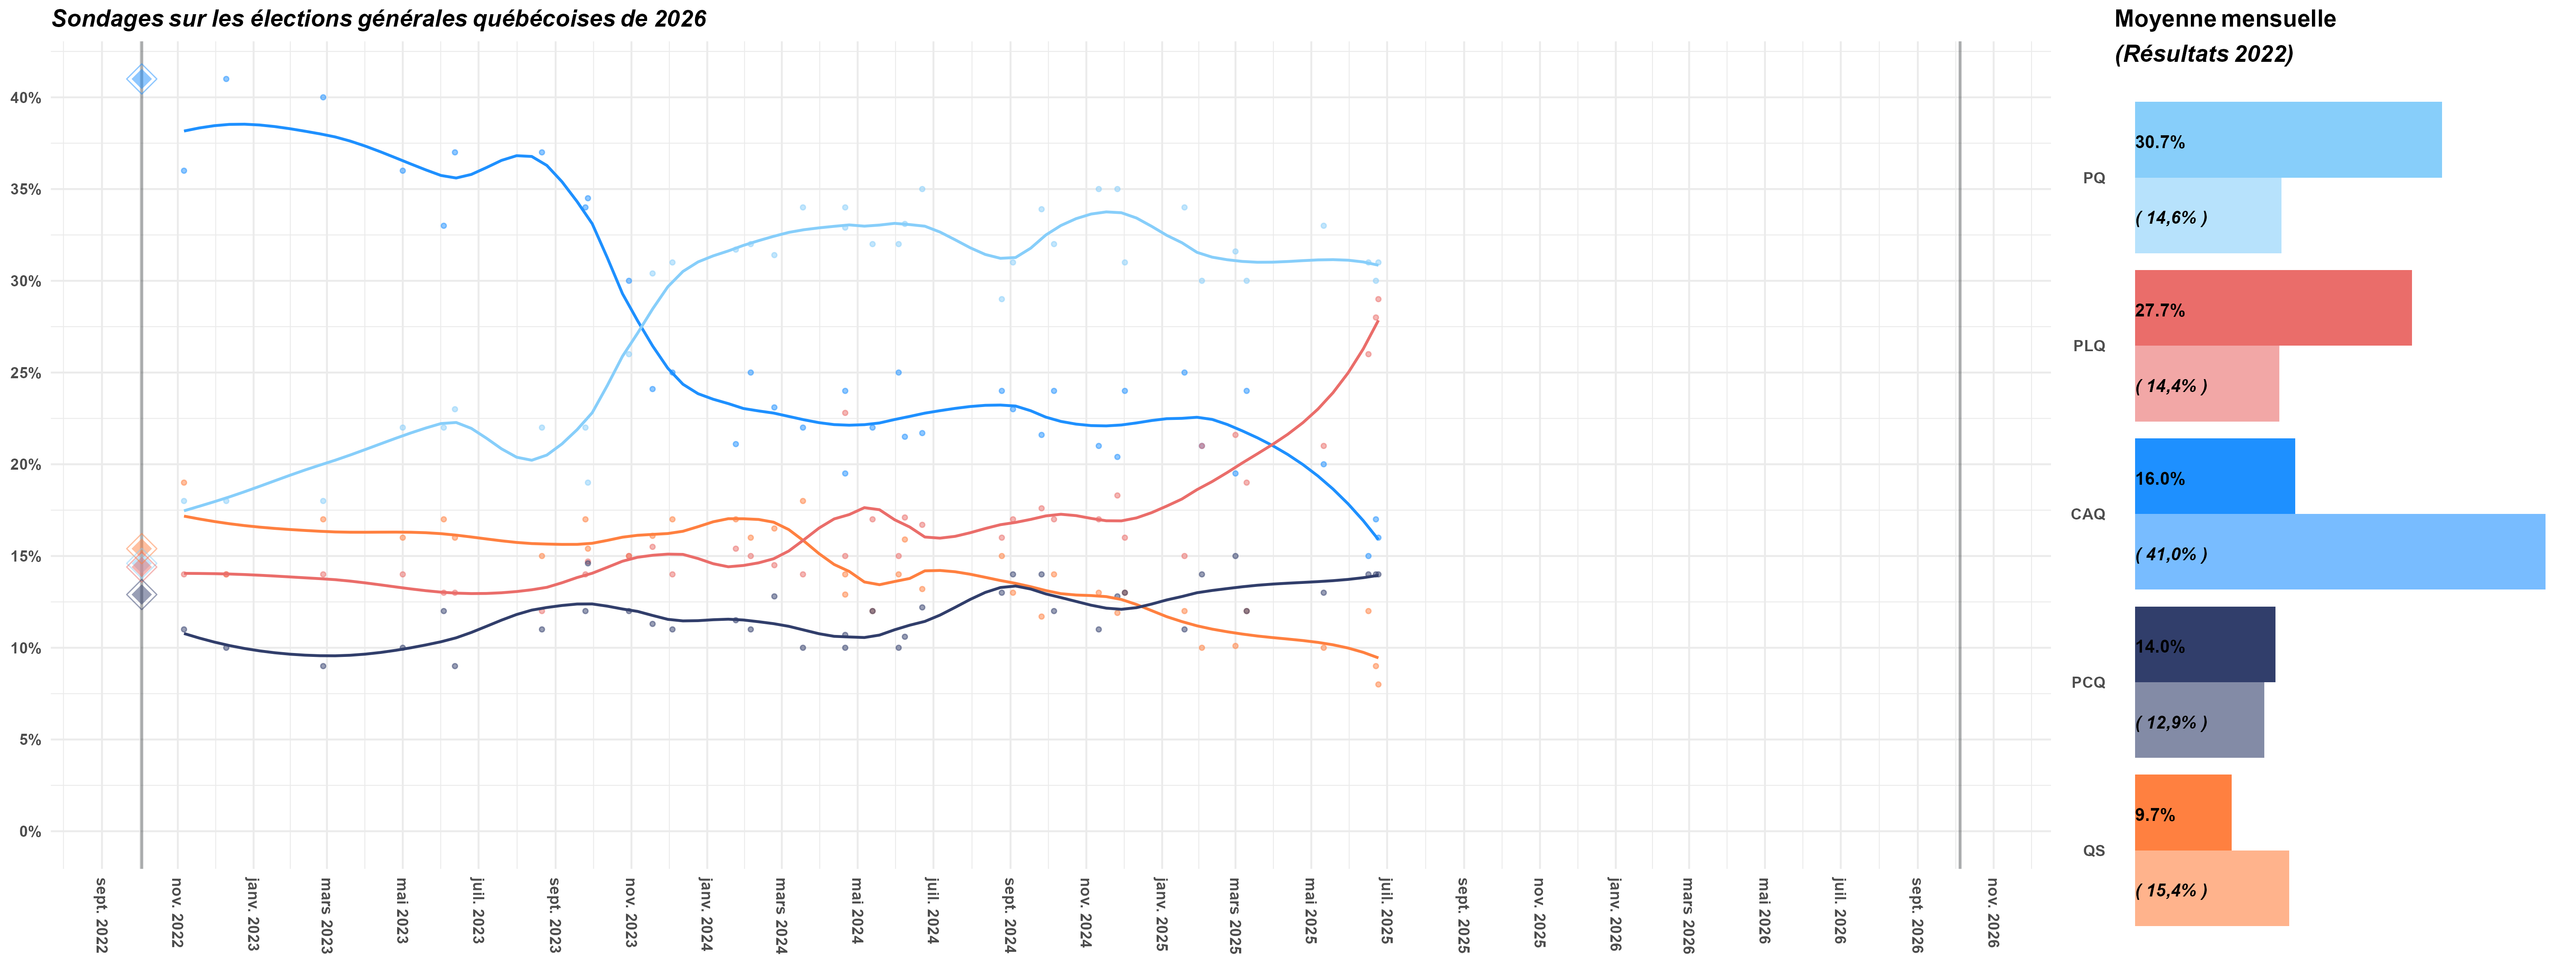 Sondages sur les élections générales québécoises de 2026
40%
35%
30%
25%
20%
15%
10%
5%
0%
sept. 2022
nov. 2022
janv. 2023
mars 2023
mai 2023
juil. 2023
sept. 2023
nov. 2023
janv. 2024
mars 2024
mai 2024
juil. 2024
sept. 2024
nov. 2024
janv. 2025
mars 2025
mai 2025
juil. 2025
sept. 2025
nov. 2025
janv. 2026
mars 2026
mai 2026
juil. 2026
sept. 2026
nov. 2026
Moyenne mensuelle
(Résultats 2022)
PQ
30.7%
( 14,6% )
PLQ
27.7%
( 14,4% )
CAQ
16.0%
( 41,0% )
PCQ
14.0%
( 12,9% )
QS
9.7%
( 15,4% )